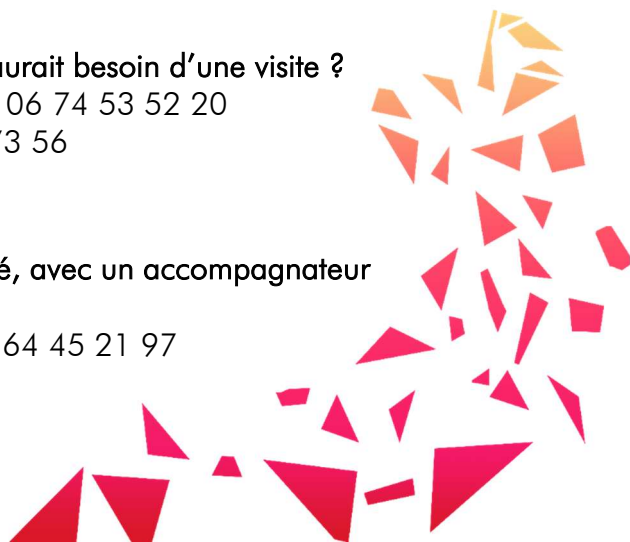 aurait besoin d’une visite ?
06 74 53 52 20
73 56
é, avec un accompagnateur
64 45 21 97